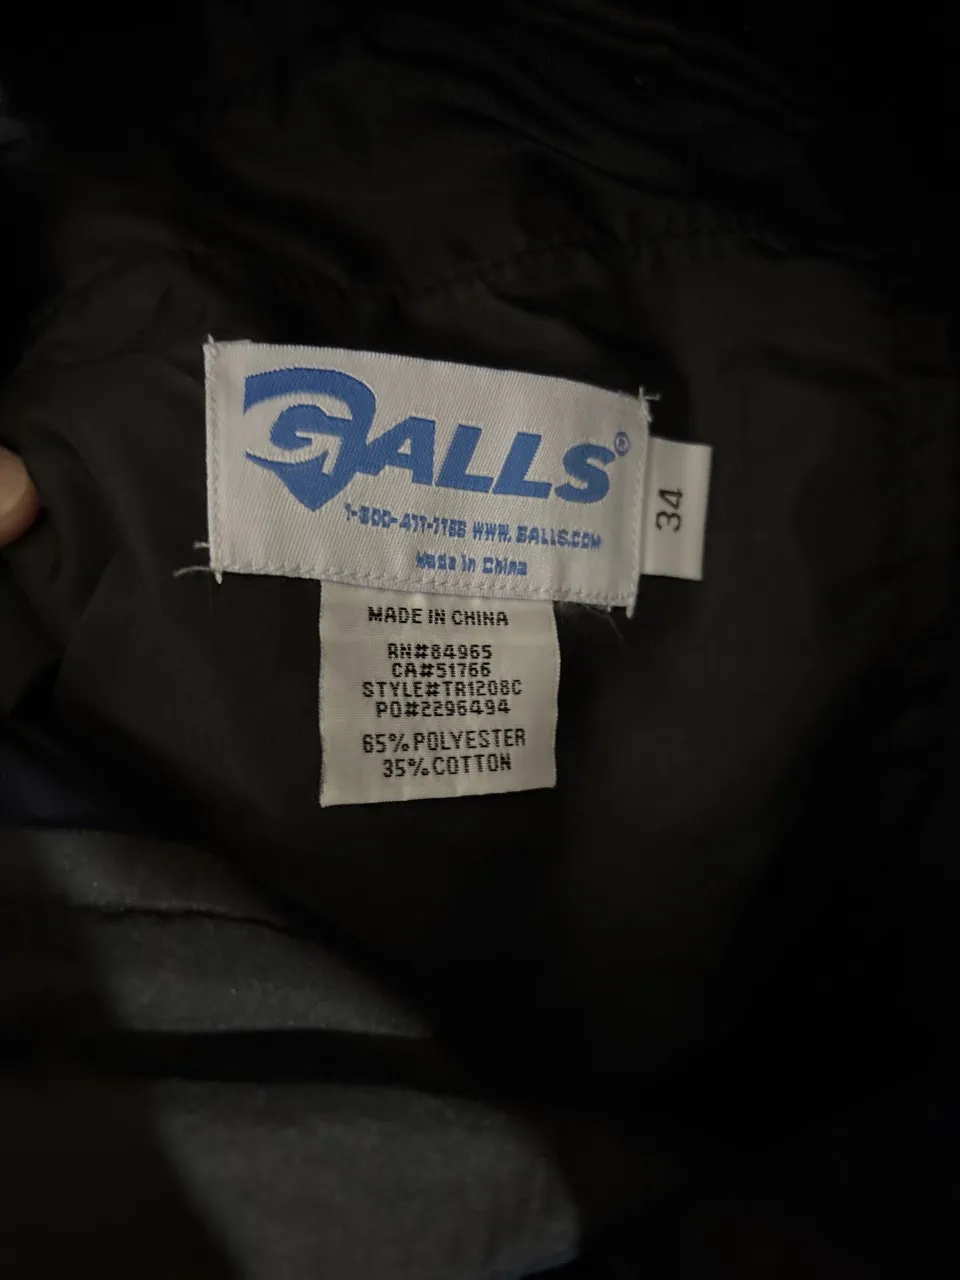 GALLS®
1-800-477-7766 WWW.GALLS.COM
Made in China
34
MADE IN CHINA
RN#84965
CA#51766
STYLE#TR1208C
PO#2296494
65% POLYESTER
35% COTTON